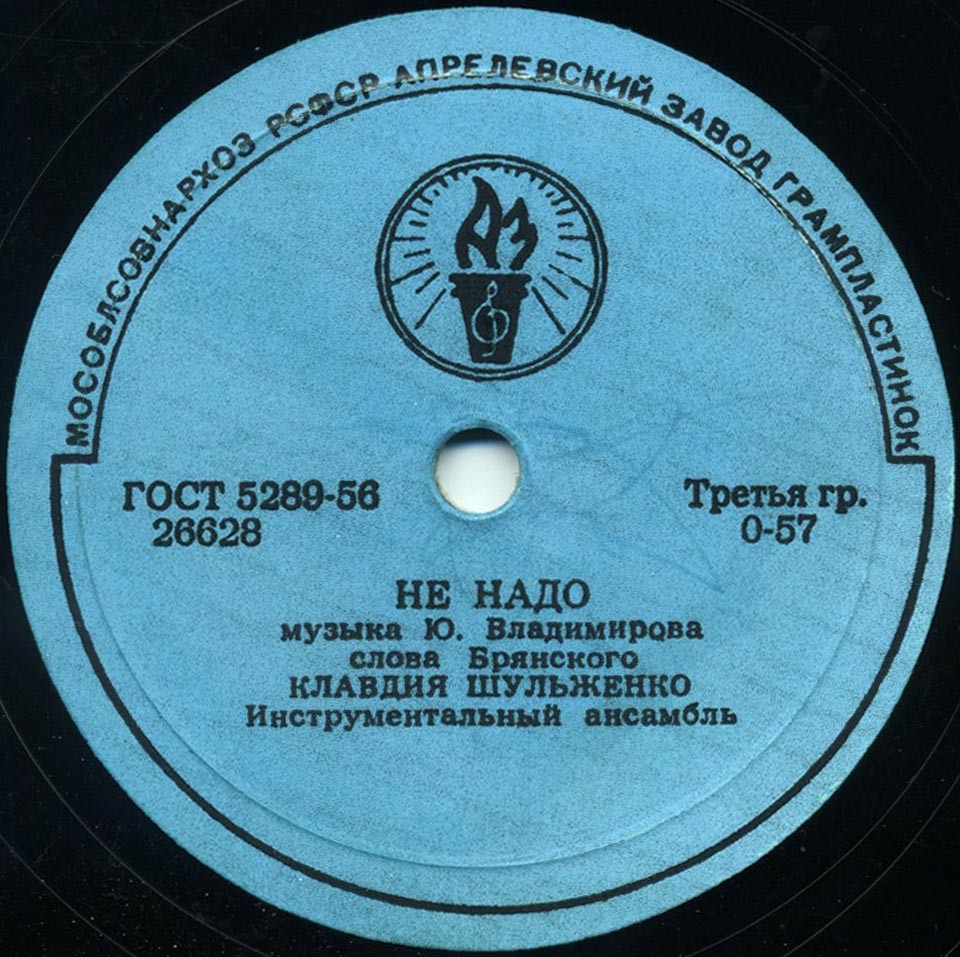 МОСОБЛСОВНАРХОЗ РСФСР АПРЕЛЕВСКИЙ ЗАВОД ГРАМПЛАСТИНОК
АЗ
ГОСТ 5289-56
26628
Третья гр.
0-57
НЕ НАДО
музыка Ю. Владимирова
слова Брянского
КЛАВДИЯ ШУЛЬЖЕНКО
Инструментальный ансамбль